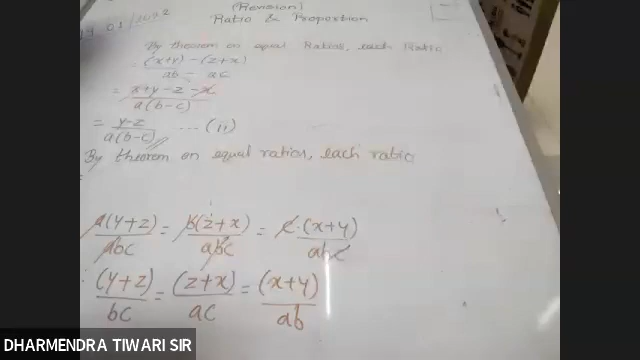 (Revision)
Ratio & Proportion
By theorem on equal Ratios, each Ratio
= (x+y) - (z+x) / ab - ac
= x+y-z-x / a(b-c)
= y-z / a(b-c) ... (ii)
By theorem on equal ratios, each ratio
=
a(y+z)/abc = b(z+x)/abc = c·(x+y)/abc
(y+z)/bc = (z+x)/ac = (x+y)/ab
DHARMENDRA TIWARI SIR